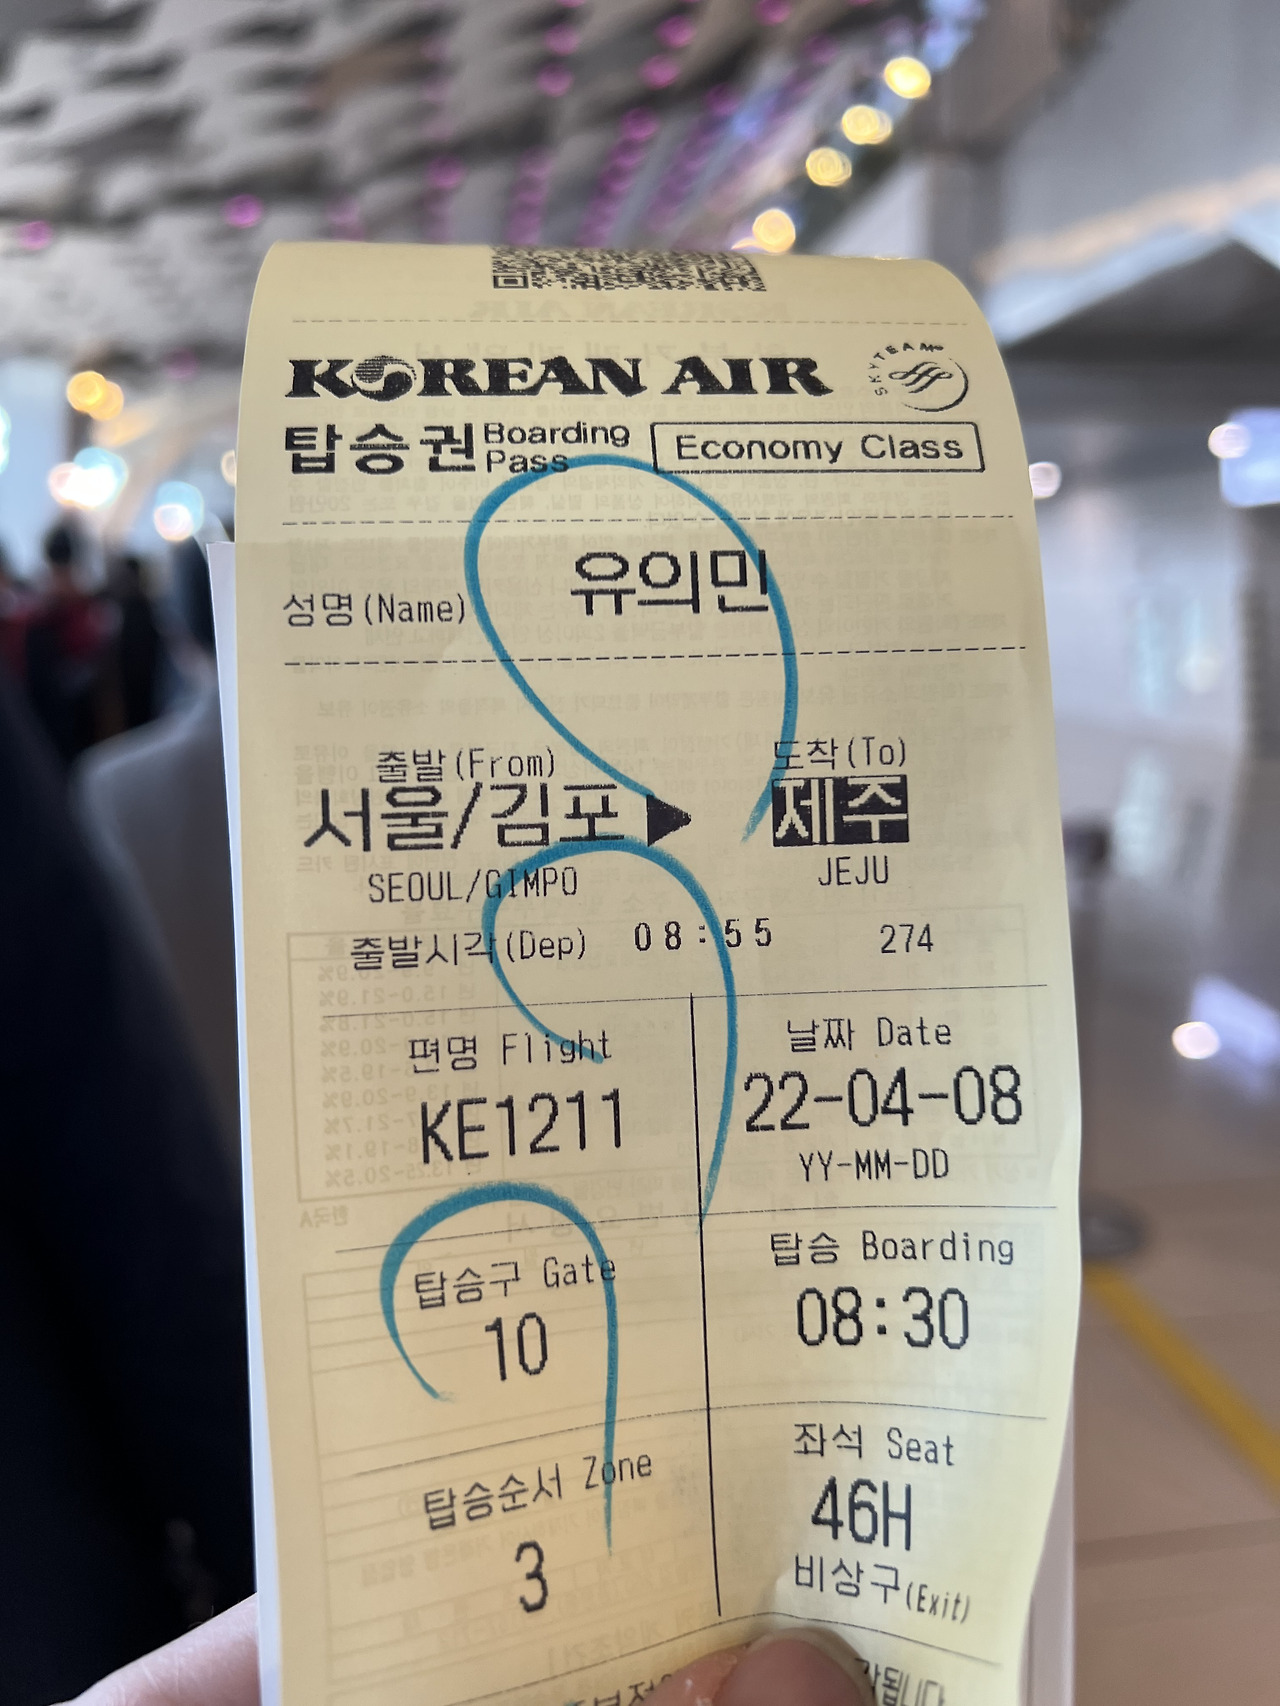 KOREAN AIR SKYTEAM
탑승권 Boarding Pass Economy Class
성명(Name) 유의민
출발(From) 도착(To)
서울/김포 ▶ 제주
SEOUL/GIMPO JEJU
출발시각(Dep) 08:55 274
편명 Flight 날짜 Date
KE1211 22-04-08
YY-MM-DD
탑승구 Gate 탑승 Boarding
10 08:30
탑승순서 Zone 좌석 Seat
3 46H
비상구(Exit)